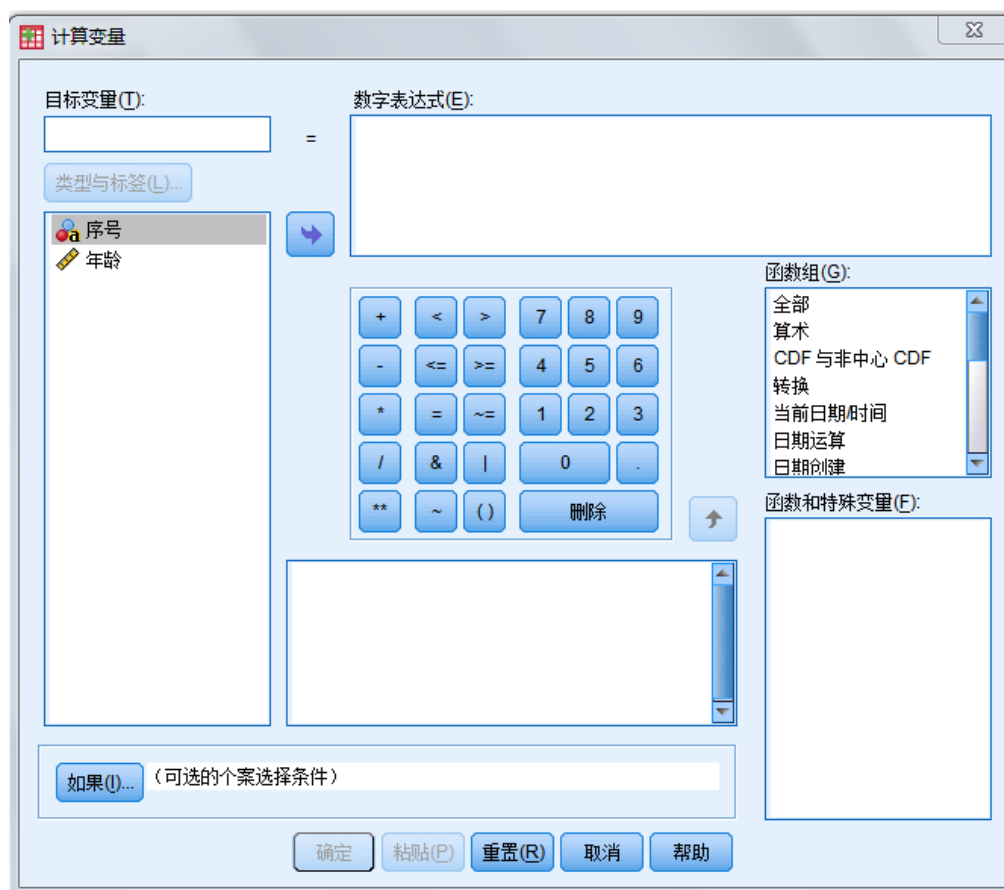 计算变量
目标变量(T):
数字表达式(E):
=
类型与标签(L)...
序号
年龄
函数组(G):
全部
算术
CDF 与非中心 CDF
转换
当前日期/时间
日期运算
日期创建
+ < > 7 8 9
- <= >= 4 5 6
* = ~= 1 2 3
/ & | 0 .
** ~ ( ) 删除
函数和特殊变量(F):
如果(I)...
（可选的个案选择条件）
确定 粘贴(P) 重置(R) 取消 帮助